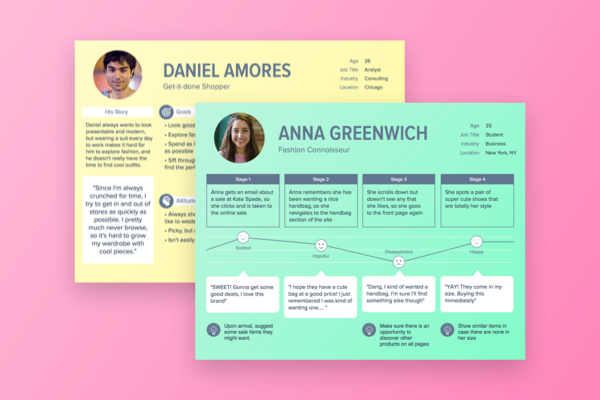 DANIEL AMORES
Get-it-done Shopper
Age 26
Job Title Analyst
Industry Consulting
Location Chicago
His Story
Daniel always wants to look
presentable and modern,
but wearing a suit every day
to work makes it hard for
him to explore fashion, and
he doesn't really have the
time to find cool outfits.
"Since I'm always
crunched for time, I
try to get in and out of
stores as quickly as
possible. I pretty
much never browse,
so it's hard to grow
my wardrobe with
cool pieces."
Goals
• Look good
• Explore
• Spend as
as possible
• Sift through
find the
• Always
like to
• Picky, but
• Isn't easily
ANNA GREENWICH
Fashion Connoisseur
Age 25
Job Title Student
Industry Business
Location New York, NY
Stage 1
Anna gets an email about
a sale at Kate Spade, so
she clicks and is taken to
the online sale
Stage 2
Anna remembers she has
been wanting a nice
handbag, so she
navigates to the handbag
section of the site
Stage 3
She scrolls down but
doesn't see any that
she likes, so she goes
to the front page again
Stage 4
She spots a pair of
super cute shoes that
are totally her style
Excited
Hopeful
Disappointed
Happy
"SWEET! Gonna get some
good deals, I love this
brand"
"I hope they have a cute
bag at a good price! I just
remembered I was kind of
wanting one.... "
"Dang, I kind of wanted a
handbag. I'm sure I'll find
something else though"
"YAY! They come in my
size. Buying this
immediately"
Upon arrival, suggest
some sale items they
might want.
Make sure there is an
opportunity to
discover other
products on all pages
Show similar items in
case there are none in
her size